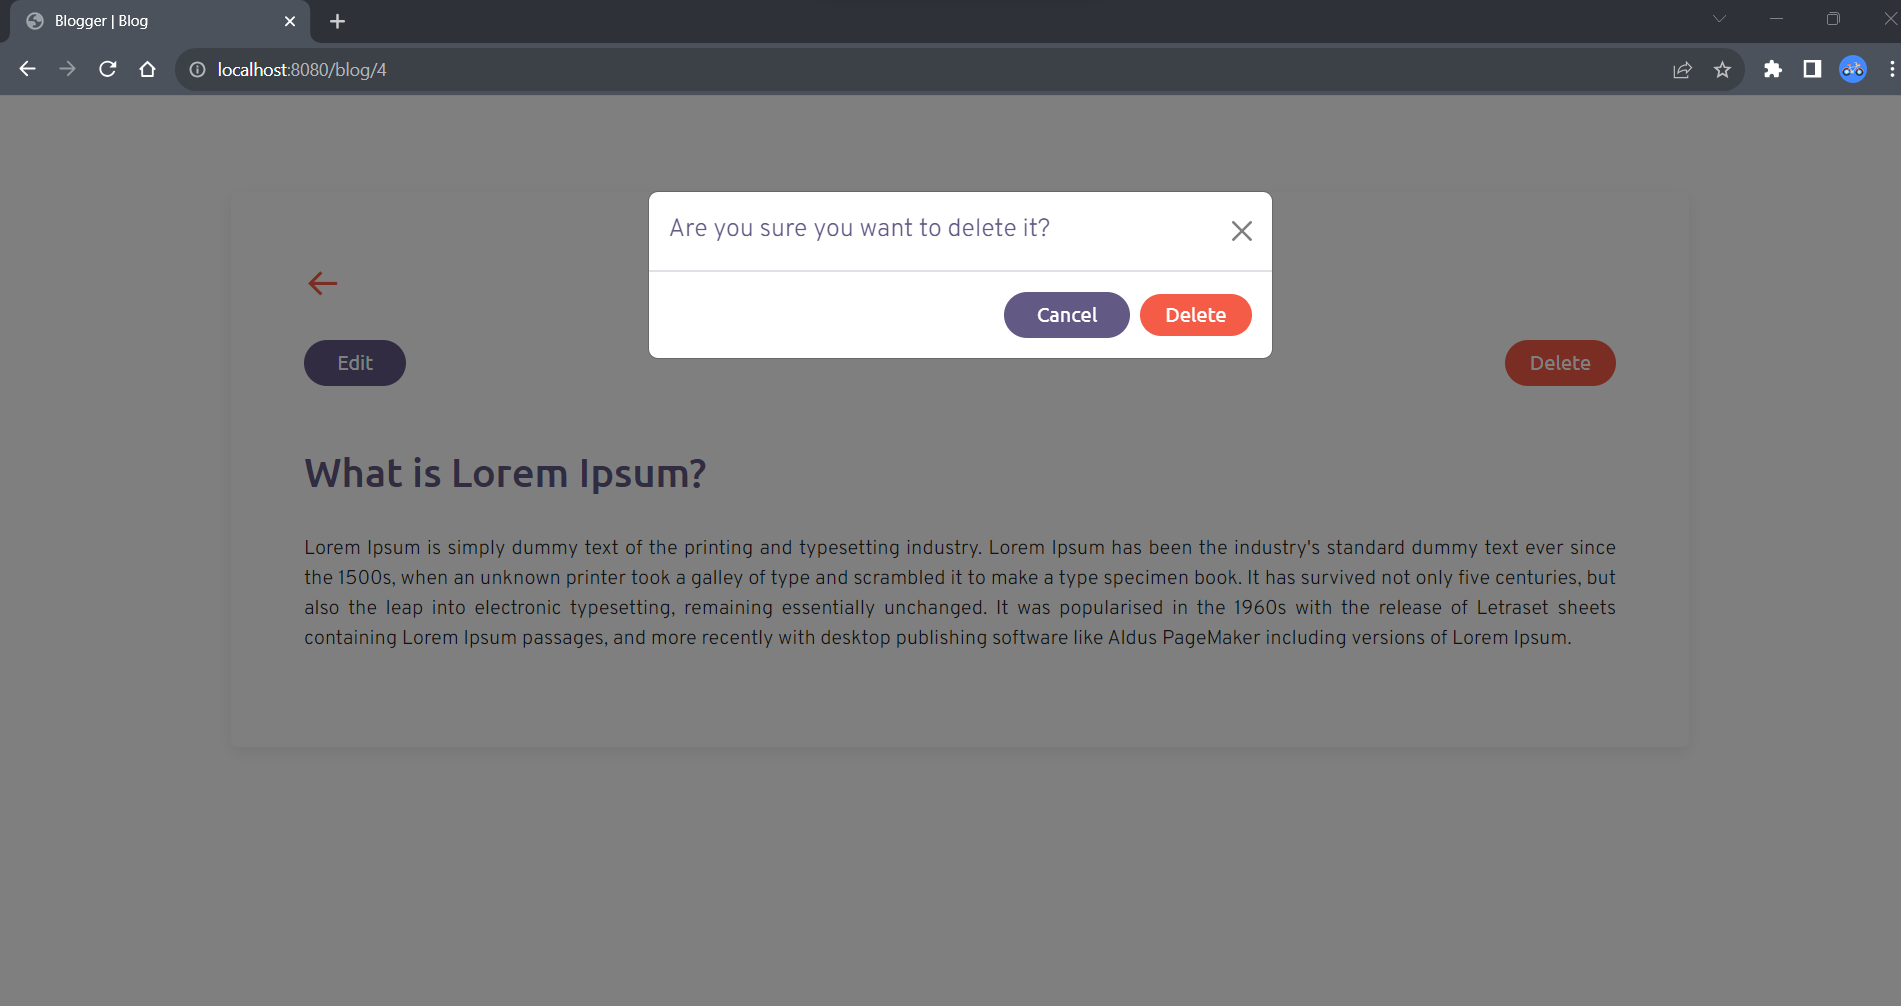 Blogger | Blog
localhost:8080/blog/4
Are you sure you want to delete it?
Cancel
Delete
Edit
Delete
What is Lorem Ipsum?
Lorem Ipsum is simply dummy text of the printing and typesetting industry. Lorem Ipsum has been the industry's standard dummy text ever since
the 1500s, when an unknown printer took a galley of type and scrambled it to make a type specimen book. It has survived not only five centuries, but
also the leap into electronic typesetting, remaining essentially unchanged. It was popularised in the 1960s with the release of Letraset sheets
containing Lorem Ipsum passages, and more recently with desktop publishing software like Aldus PageMaker including versions of Lorem Ipsum.